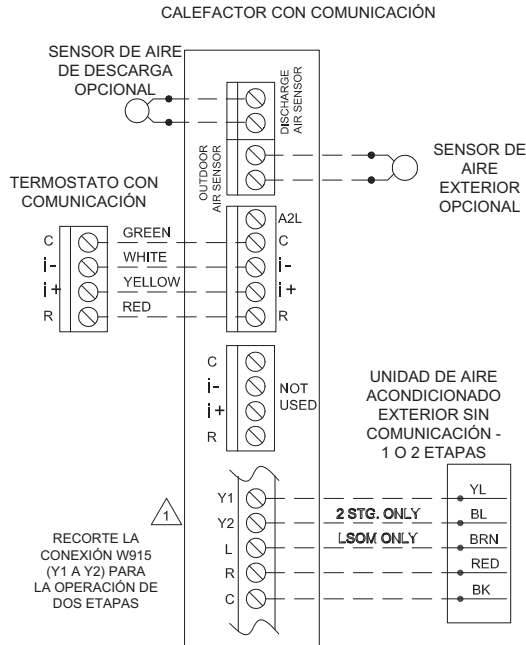 CALEFACTOR CON COMUNICACIÓN
SENSOR DE AIRE
DE DESCARGA
OPCIONAL
DISCHARGE
AIR SENSOR
OUTDOOR
AIR SENSOR
SENSOR DE
AIRE
EXTERIOR
OPCIONAL
TERMOSTATO CON
COMUNICACIÓN
A2L
C GREEN C
i- WHITE i-
i+ YELLOW i+
R RED R
C
i-
i+
R
NOT
USED
UNIDAD DE AIRE
ACONDICIONADO
EXTERIOR SIN
COMUNICACIÓN -
1 O 2 ETAPAS
1
RECORTE LA
CONEXIÓN W915
(Y1 A Y2) PARA
LA OPERACIÓN DE
DOS ETAPAS
Y1 YL
Y2 2 STG. ONLY BL
L LSOM ONLY BRN
R RED
C BK